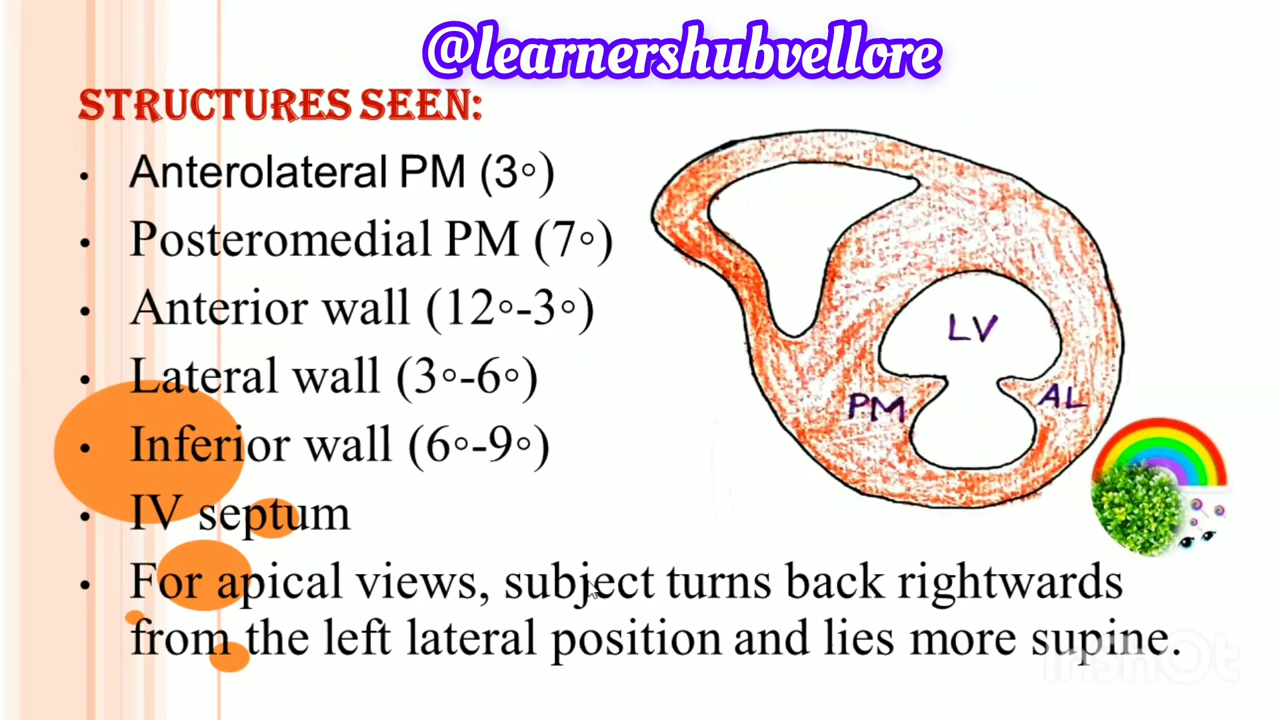 @learnershubvellore
STRUCTURES SEEN:
• Anterolateral PM (3∘)
• Posteromedial PM (7∘)
• Anterior wall (12∘-3∘)
• Lateral wall (3∘-6∘)
• Inferior wall (6∘-9∘)
• IV septum
• For apical views, subject turns back rightwards
from the left lateral position and lies more supine.
LV
PM
AL
InShOt